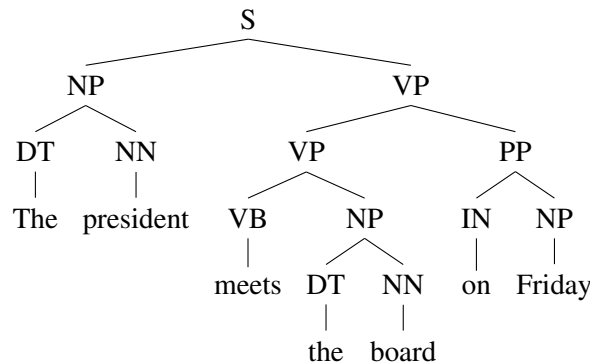 S
NP VP
DT NN VP PP
The president VB NP IN NP
meets DT NN on Friday
the board